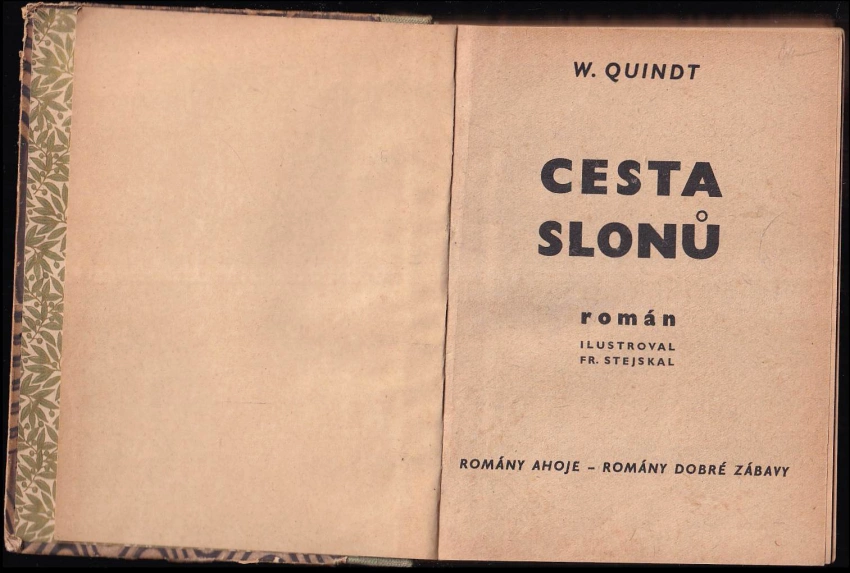 W. QUINDT
CESTA
SLONŮ
román
ILUSTROVAL
FR. STEJSKAL
ROMÁNY AHOJE – ROMÁNY DOBRÉ ZÁBAVY